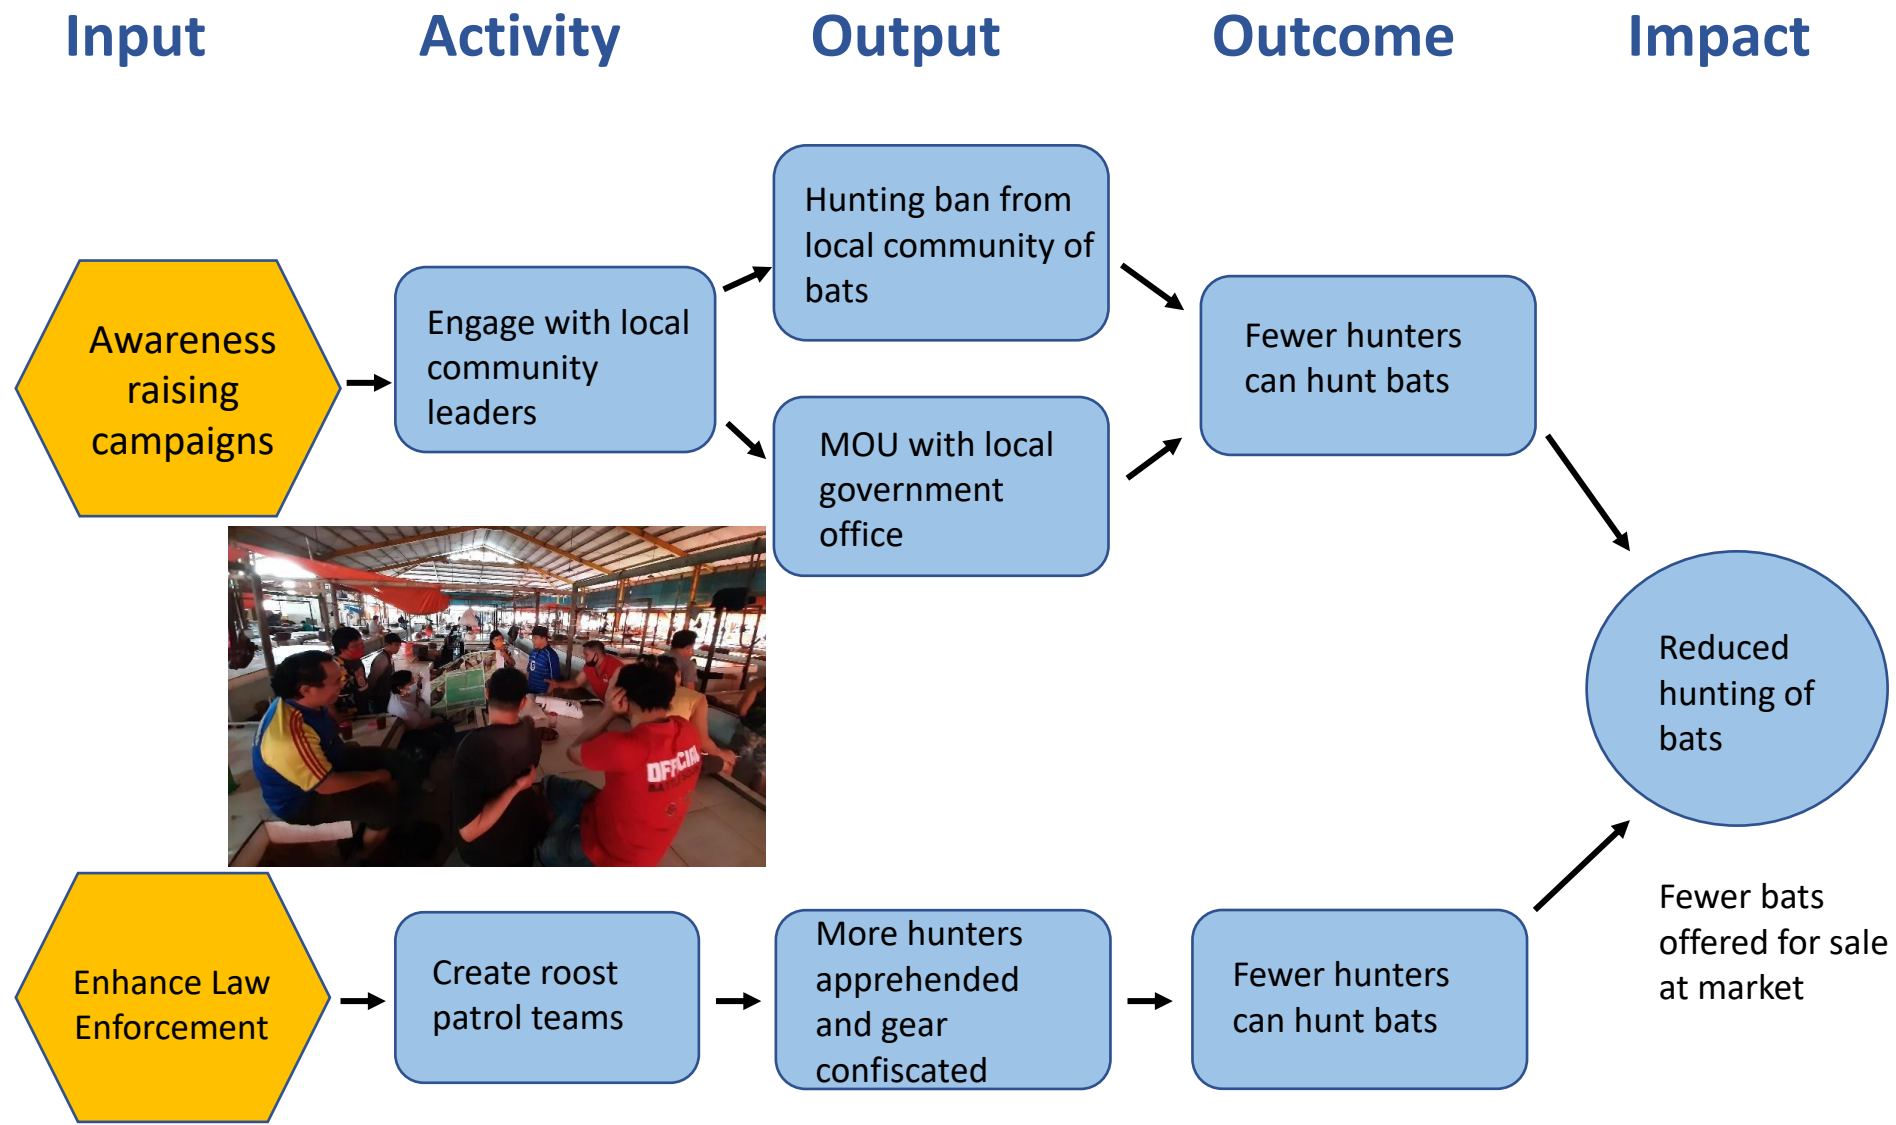 Input
Activity
Output
Outcome
Impact
Awareness
raising
campaigns
Engage with local
community
leaders
Hunting ban from
local community of
bats
MOU with local
government
office
Fewer hunters
can hunt bats
Reduced
hunting of
bats
OFFICIAL
Enhance Law
Enforcement
Create roost
patrol teams
More hunters
apprehended
and gear
confiscated
Fewer hunters
can hunt bats
Fewer bats
offered for sale
at market